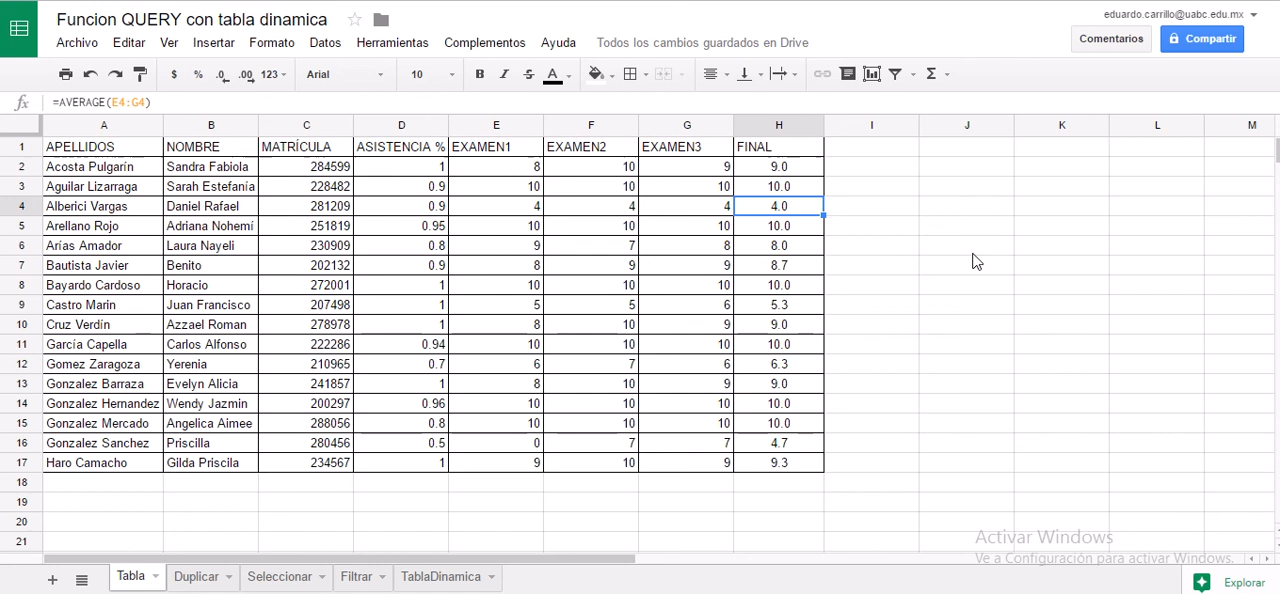 Funcion QUERY con tabla dinamica
eduardo.carrillo@uabc.edu.mx
Archivo Editar Ver Insertar Formato Datos Herramientas Complementos Ayuda Todos los cambios guardados en Drive
Comentarios Compartir
$ % .0 .00 123 Arial 10 B I S A Σ
fx =AVERAGE(E4:G4)
A B C D E F G H I J K L M
1 APELLIDOS NOMBRE MATRÍCULA ASISTENCIA % EXAMEN1 EXAMEN2 EXAMEN3 FINAL
2 Acosta Pulgarín Sandra Fabiola 284599 1 8 10 9 9.0
3 Aguilar Lizarraga Sarah Estefanía 228482 0.9 10 10 10 10.0
4 Alberici Vargas Daniel Rafael 281209 0.9 4 4 4 4.0
5 Arellano Rojo Adriana Nohemí 251819 0.95 10 10 10 10.0
6 Arías Amador Laura Nayeli 230909 0.8 9 7 8 8.0
7 Bautista Javier Benito 202132 0.9 8 9 9 8.7
8 Bayardo Cardoso Horacio 272001 1 10 10 10 10.0
9 Castro Marin Juan Francisco 207498 1 5 5 6 5.3
10 Cruz Verdín Azzael Roman 278978 1 8 10 9 9.0
11 García Capella Carlos Alfonso 222286 0.94 10 10 10 10.0
12 Gomez Zaragoza Yerenia 210965 0.7 6 7 6 6.3
13 Gonzalez Barraza Evelyn Alicia 241857 1 8 10 9 9.0
14 Gonzalez Hernandez Wendy Jazmin 200297 0.96 10 10 10 10.0
15 Gonzalez Mercado Angelica Aimee 288056 0.8 10 10 10 10.0
16 Gonzalez Sanchez Priscilla 280456 0.5 0 7 7 4.7
17 Haro Camacho Gilda Priscila 234567 1 9 10 9 9.3
18
19
20
21
Activar Windows
Ve a Configuración para activar Windows.
Tabla Duplicar Seleccionar Filtrar TablaDinamica Explorar